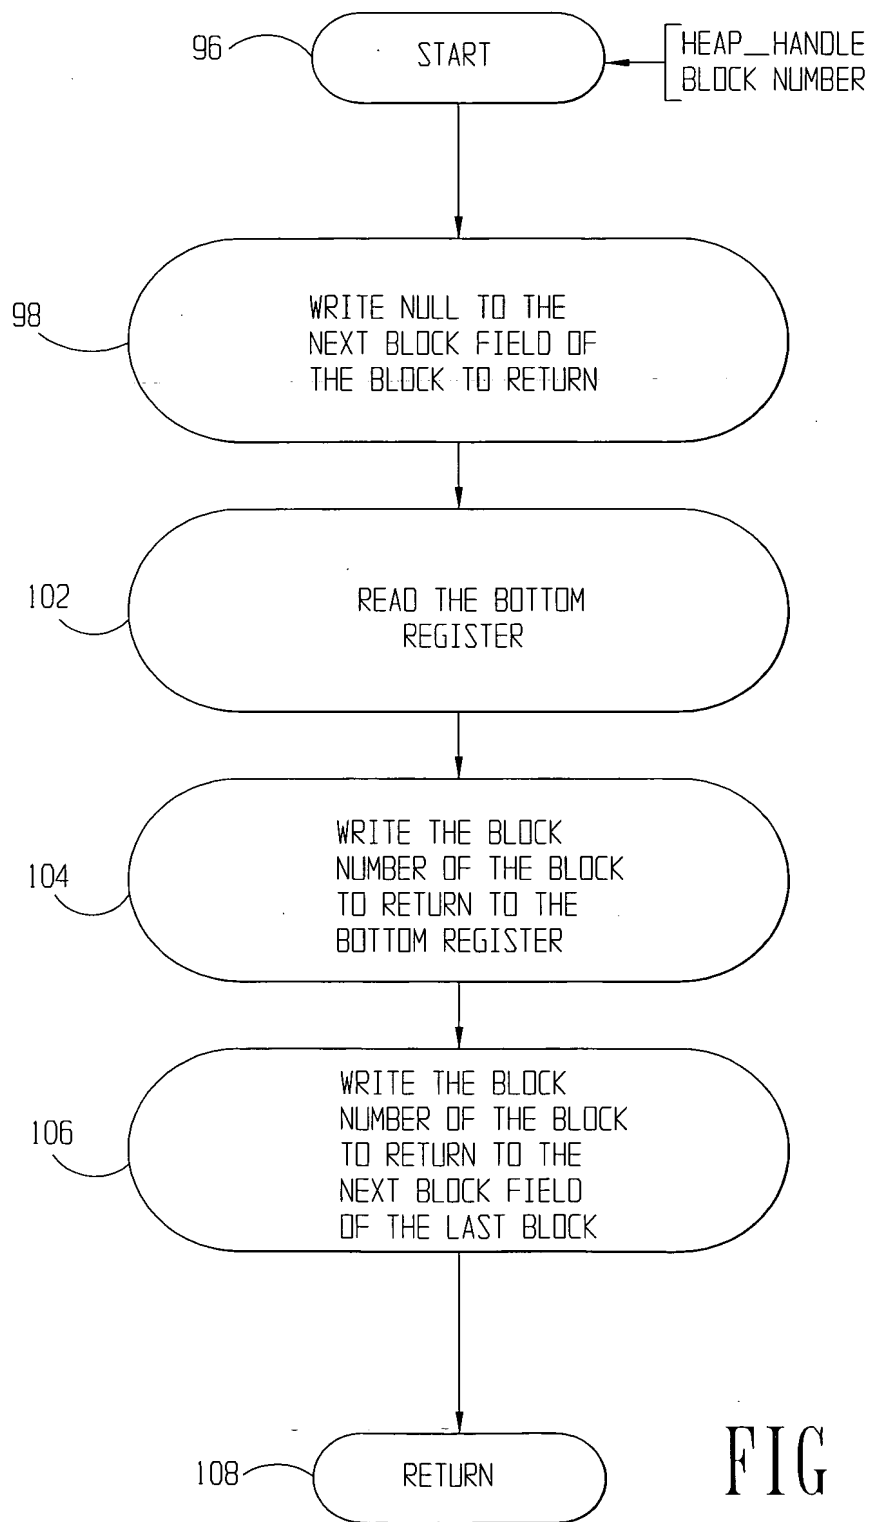 96
START
HEAP_HANDLE
BLOCK NUMBER
98
WRITE NULL TO THE
NEXT BLOCK FIELD OF
THE BLOCK TO RETURN
102
READ THE BOTTOM
REGISTER
104
WRITE THE BLOCK
NUMBER OF THE BLOCK
TO RETURN TO THE
BOTTOM REGISTER
106
WRITE THE BLOCK
NUMBER OF THE BLOCK
TO RETURN TO THE
NEXT BLOCK FIELD
OF THE LAST BLOCK
108
RETURN
FIG